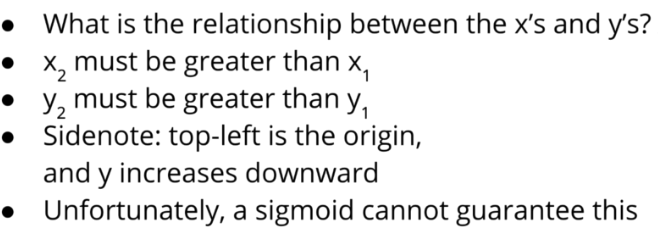 ● What is the relationship between the x's and y's?
● x₂ must be greater than x₁
● y₂ must be greater than y₁
● Sidenote: top-left is the origin,
and y increases downward
● Unfortunately, a sigmoid cannot guarantee this